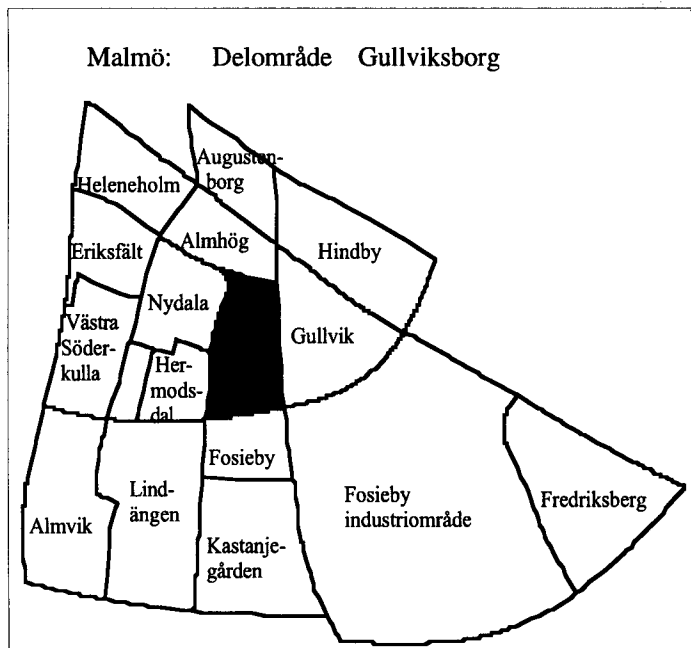 Malmö: Delområde Gullviksborg
Augusten-
borg
Heleneholm
Almhög
Hindby
Eriksfält
Nydala
Västra
Söder-
kulla
Gullvik
Her-
mods-
dal
Fosieby
Lind-
ängen
Fosieby
industriområde
Fredriksberg
Almvik
Kastanje-
gården